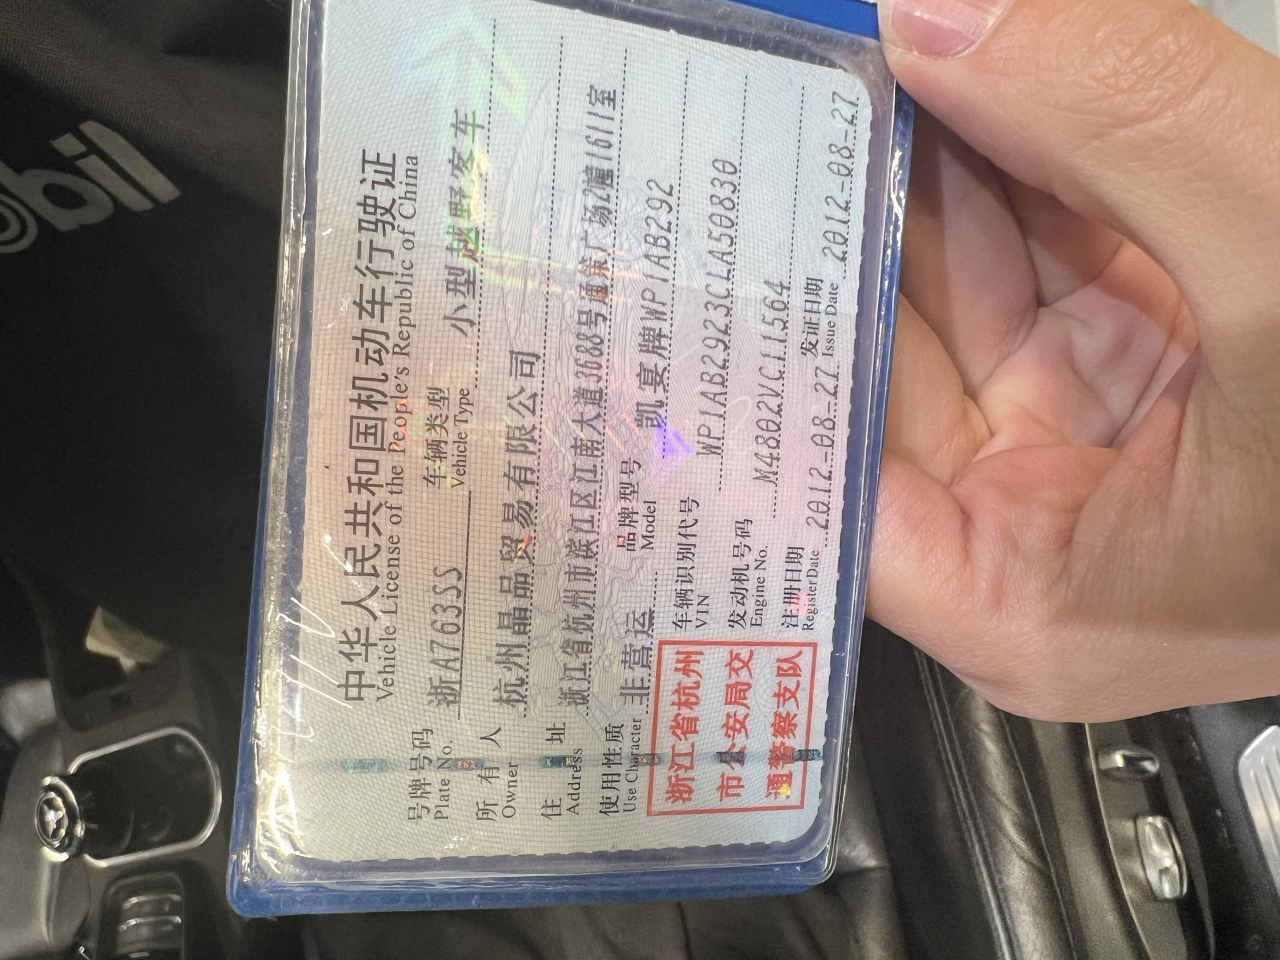 中华人民共和国机动车行驶证
Vehicle License of the People's Republic of China
号牌号码 浙A763SS 车辆类型 小型越野客车
Plate No. Vehicle Type
所有人 杭州晶品贸易有限公司
Owner
住址 浙江省杭州市滨江区江南大道3688号通策广场2幢1611室
Address
使用性质 非营运 品牌型号 凯宴牌WP1AB292
Use Character Model
车辆识别代号 WP1AB2923CLA50830
VIN
发动机号码 M4802VC111564
Engine No.
注册日期 2012-08-27 发证日期 2012-08-27
Register Date Issue Date
浙江省杭州
市公安局交
通警察支队
bil